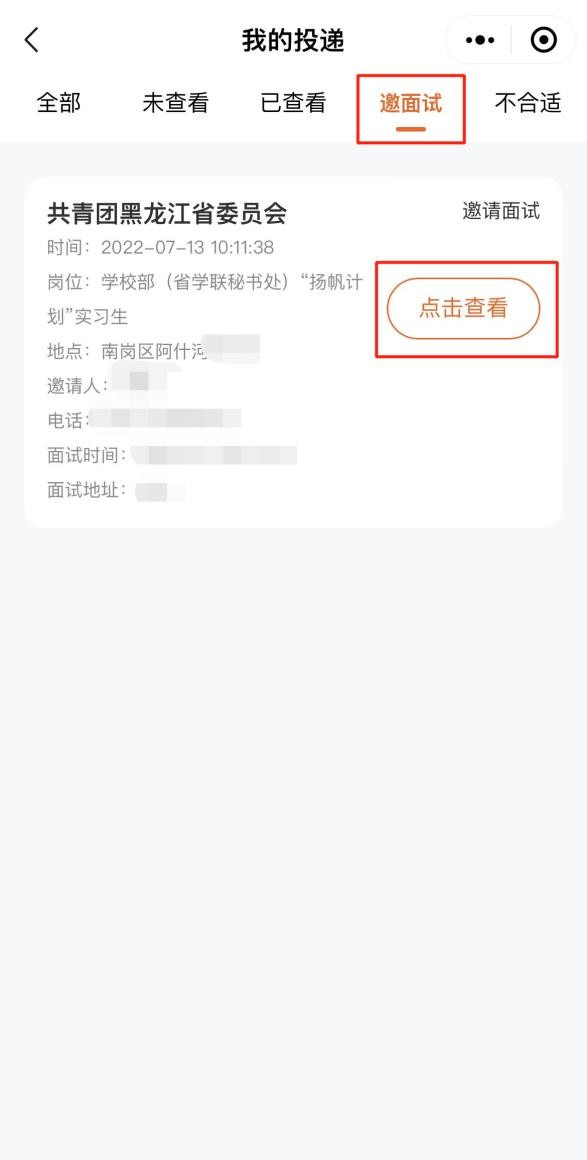 我的投递
全部 未查看 已查看 邀面试 不合适
共青团黑龙江省委员会 邀请面试
时间：2022-07-13 10:11:38
岗位：学校部（省学联秘书处）“扬帆计
划”实习生
点击查看
地点：南岗区阿什河
邀请人：
电话：
面试时间：
面试地址：